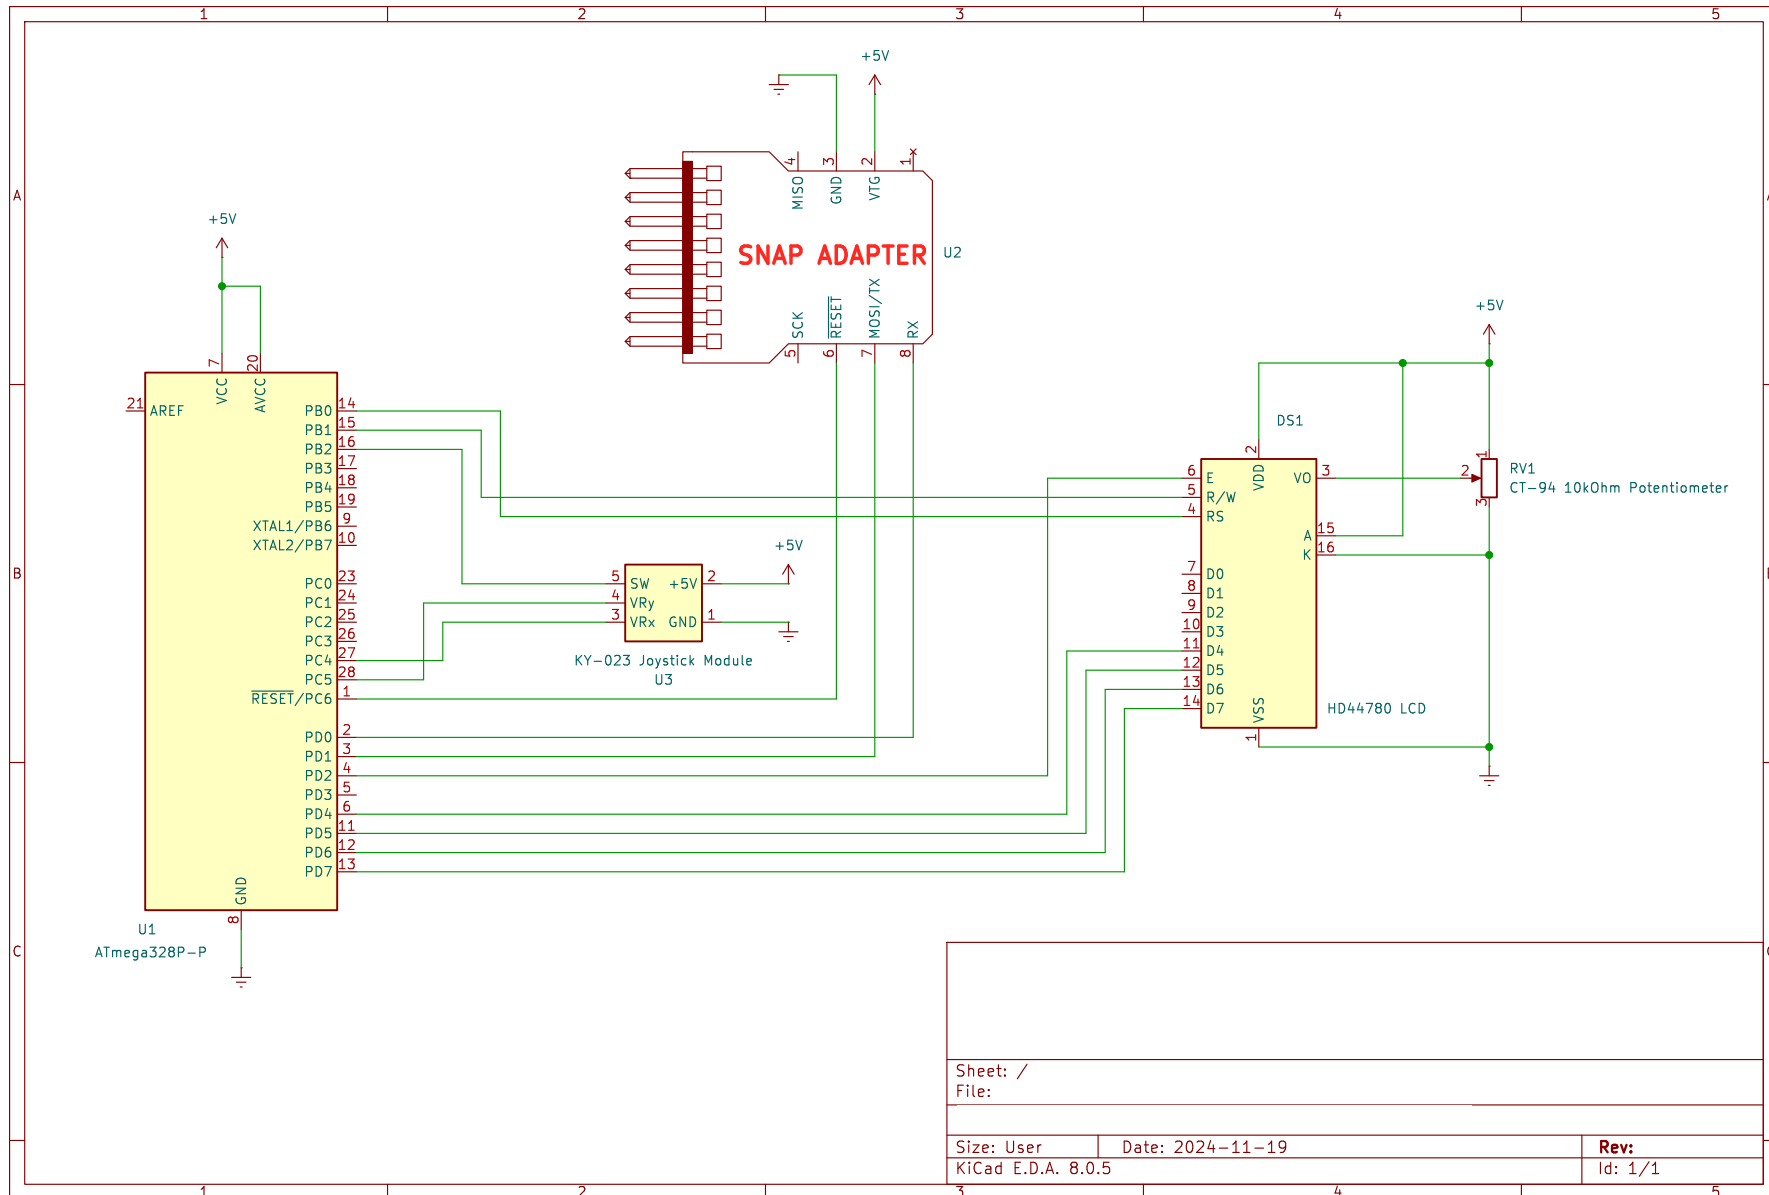 1 2 3 4 5
A
B
C
+5V
4 3 2 1
MISO GND VTG
SNAP ADAPTER
U2
SCK RESET MOSI/TX RX
5 6 7 8
+5V
7 20
VCC AVCC
21 AREF
PB0 14
PB1 15
PB2 16
PB3 17
PB4 18
PB5 19
XTAL1/PB6 9
XTAL2/PB7 10
PC0 23
PC1 24
PC2 25
PC3 26
PC4 27
PC5 28
RESET/PC6 1
PD0 2
PD1 3
PD2 4
PD3 5
PD4 6
PD5 11
PD6 12
PD7 13
GND
8
U1
ATmega328P-P
+5V
5 SW +5V 2
4 VRy
3 VRx GND 1
KY-023 Joystick Module
U3
+5V
DS1
2
VDD
6 E VO 3
5 R/W
4 RS
A 15
K 16
7 D0
8 D1
9 D2
10 D3
11 D4
12 D5
13 D6
14 D7
VSS
1
HD44780 LCD
1
2
3
RV1
CT-94 10kOhm Potentiometer
Sheet: /
File:
Size: User Date: 2024-11-19 Rev:
KiCad E.D.A. 8.0.5 Id: 1/1
1 2 3 4 5